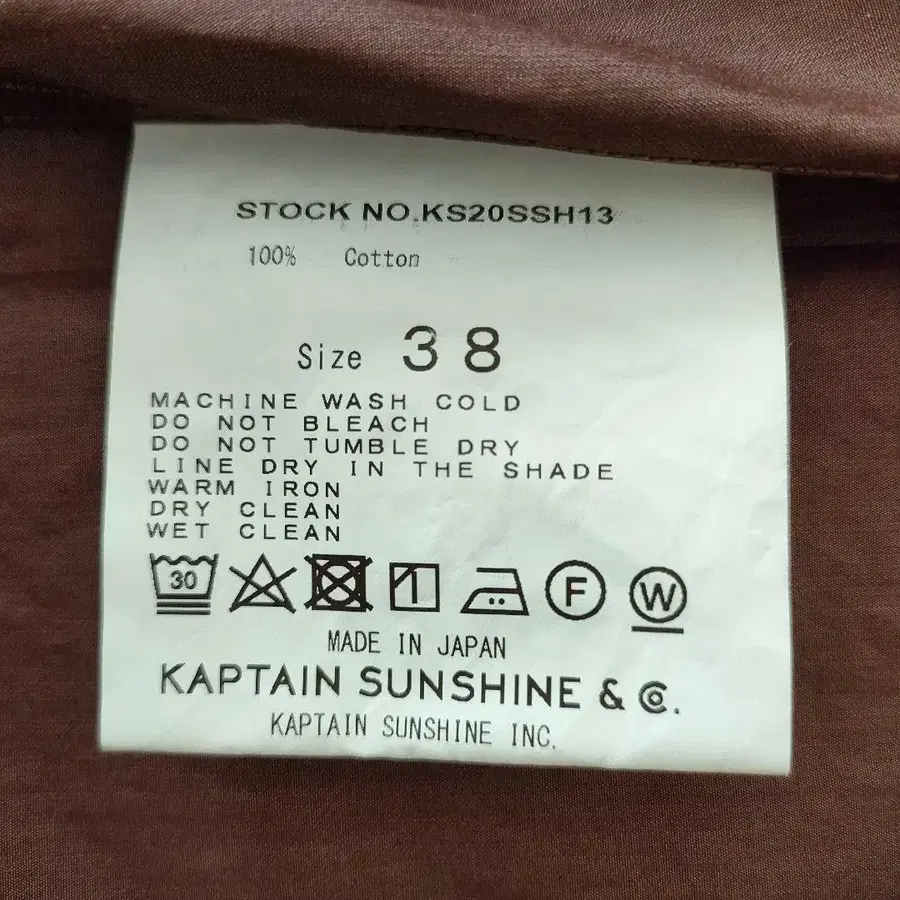 STOCK NO.KS20SSH13
100% Cotton
Size 38
MACHINE WASH COLD
DO NOT BLEACH
DO NOT TUMBLE DRY
LINE DRY IN THE SHADE
WARM IRON
DRY CLEAN
WET CLEAN
30 F W
MADE IN JAPAN
KAPTAIN SUNSHINE & Co.
KAPTAIN SUNSHINE INC.